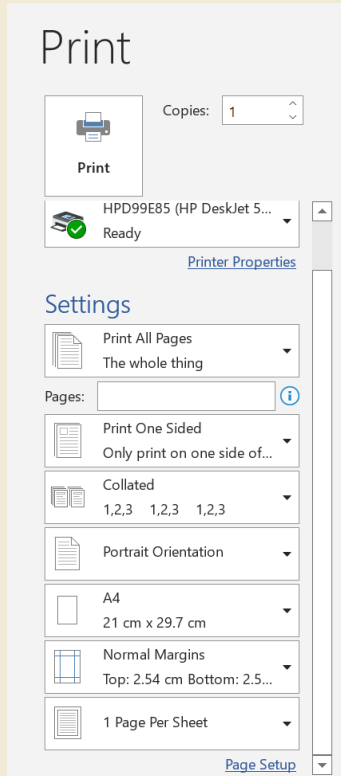 Print
Copies: 1
Print
HPD99E85 (HP DeskJet 5...
Ready
Printer Properties
Settings
Print All Pages
The whole thing
Pages:
Print One Sided
Only print on one side of...
Collated
1,2,3 1,2,3 1,2,3
Portrait Orientation
A4
21 cm x 29.7 cm
Normal Margins
Top: 2.54 cm Bottom: 2.5...
1 Page Per Sheet
Page Setup